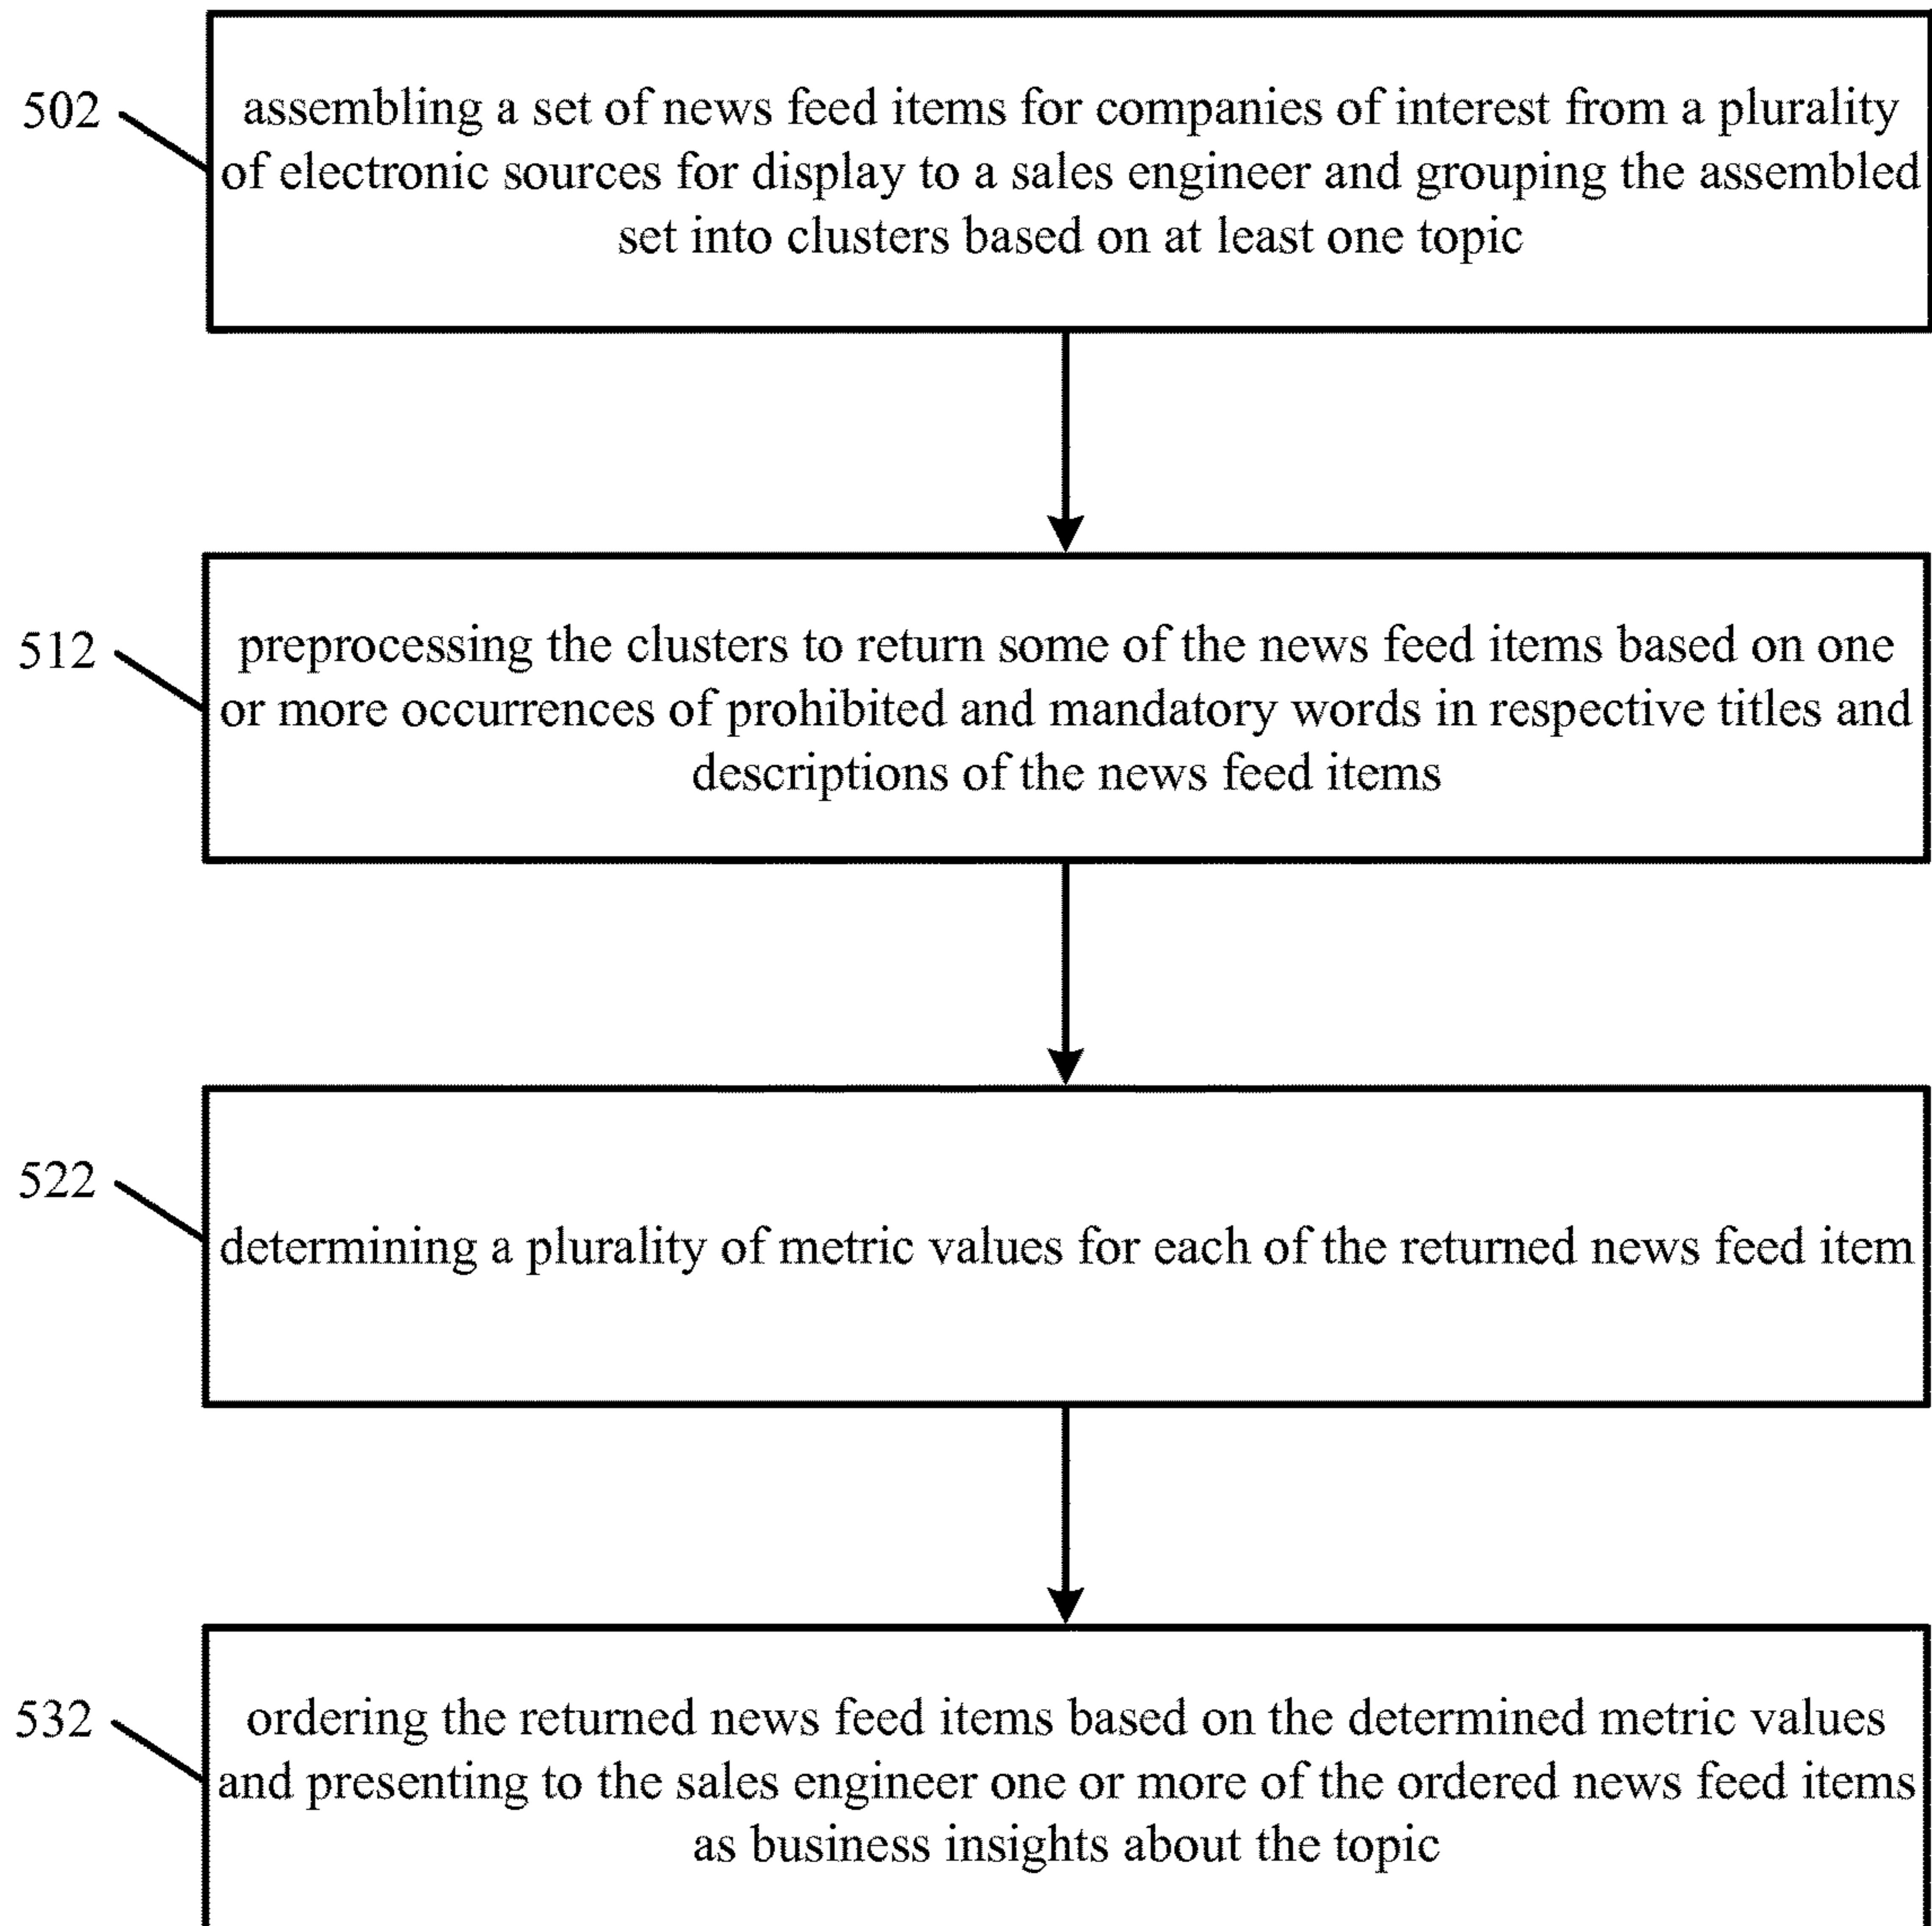 502
assembling a set of news feed items for companies of interest from a plurality
of electronic sources for display to a sales engineer and grouping the assembled
set into clusters based on at least one topic
512
preprocessing the clusters to return some of the news feed items based on one
or more occurrences of prohibited and mandatory words in respective titles and
descriptions of the news feed items
522
determining a plurality of metric values for each of the returned news feed item
532
ordering the returned news feed items based on the determined metric values
and presenting to the sales engineer one or more of the ordered news feed items
as business insights about the topic